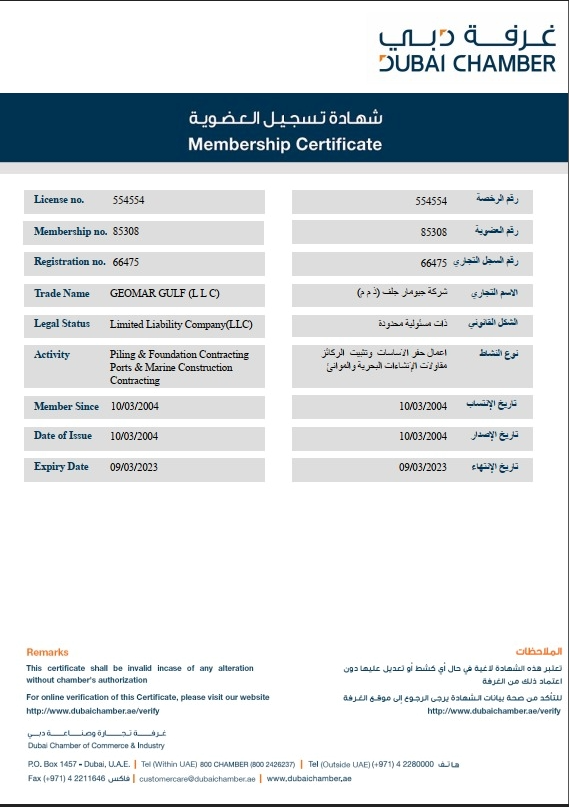 غرفة دبي
DUBAI CHAMBER
شهادة تسجيل العضوية
Membership Certificate
License no. 554554
554554 رقم الرخصة
Membership no. 85308
85308 رقم العضوية
Registration no. 66475
66475 رقم السجل التجاري
Trade Name GEOMAR GULF (L L C)
شركة جيومار جلف (ذ م م) الاسم التجاري
Legal Status Limited Liability Company(LLC)
ذات مسئولية محدودة الشكل القانوني
Activity Piling & Foundation Contracting
Ports & Marine Construction
Contracting
نوع النشاط اعمال حفر الاساسات وتثبيت الركائز
مقاولات الإنشاءات البحرية والموانئ
Member Since 10/03/2004
10/03/2004 تاريخ الإنتساب
Date of Issue 10/03/2004
10/03/2004 تاريخ الإصدار
Expiry Date 09/03/2023
09/03/2023 تاريخ الإنتهاء
Remarks
This certificate shall be invalid incase of any alteration
without chamber's authorization
For online verification of this Certificate, please visit our website
http://www.dubaichamber.ae/verify
الملاحظات
تعتبر هذه الشهادة لاغية في حال أي كشط أو تعديل عليها دون
اعتماد ذلك من الغرفة
للتأكد من صحة بيانات الشهادة يرجى الرجوع إلى موقع الغرفة
http://www.dubaichamber.ae/verify
غرفة تجارة وصناعة دبي
Dubai Chamber of Commerce & Industry
P.O. Box 1457 - Dubai, U.A.E. | Tel (Within UAE) 800 CHAMBER (800 2426237) | Tel (Outside UAE) (+971) 4 2280000 هاتف
Fax (+971) 4 2211646 فاكس | customercare@dubaichamber.ae | www.dubaichamber.ae